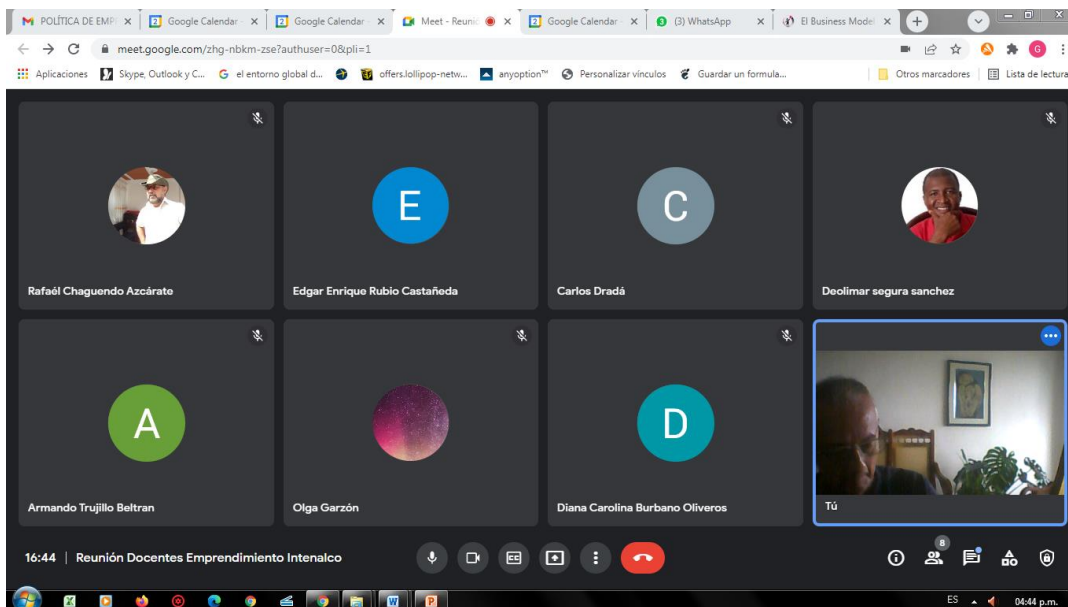 POLÍTICA DE EMP
Google Calendar -
Google Calendar -
Meet - Reunió
Google Calendar -
(3) WhatsApp
El Business Model
meet.google.com/zhg-nbkm-zse?authuser=0&pli=1
G
Aplicaciones
Skype, Outlook y C...
el entorno global d...
offers.lollipop-netw...
anyoption™
Personalizar vínculos
Guardar un formula...
Otros marcadores
Lista de lectura
Rafaél Chaguendo Azcárate
E
Edgar Enrique Rubio Castañeda
C
Carlos Dradá
Deolimar segura sanchez
A
Armando Trujillo Beltran
Olga Garzón
D
Diana Carolina Burbano Oliveros
Tú
16:44 | Reunión Docentes Emprendimiento Intenalco
CC
8
ES
04:44 p.m.